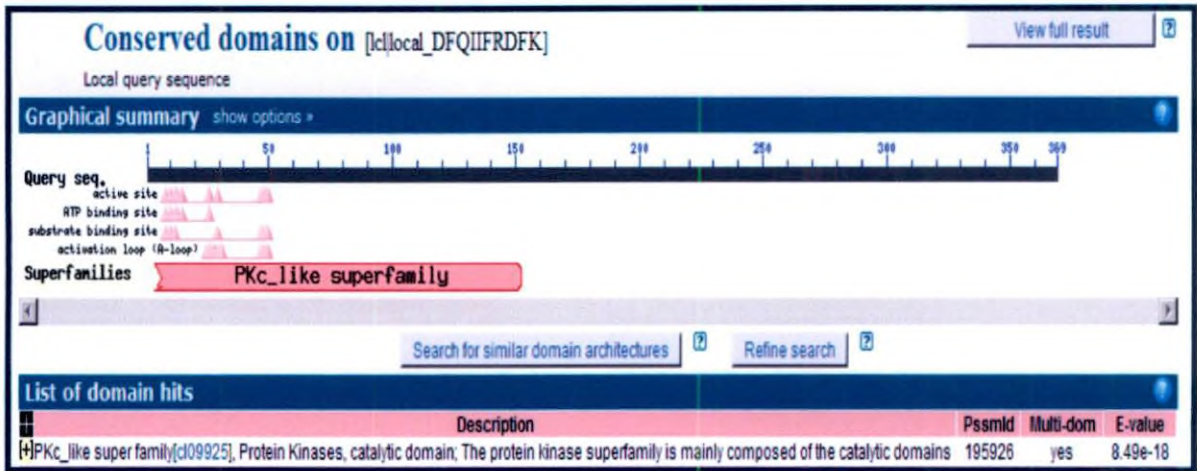 Conserved domains on [lcl|local_DFQIIFRDFK]
View full result
?
Local query sequence
Graphical summary show options »
?
1 50 100 150 200 250 300 350 369
Query seq.
active site
ATP binding site
substrate binding site
activation loop (A-loop)
Superfamilies
PKc_like superfamily
Search for similar domain architectures
?
Refine search
?
List of domain hits
?
Description Pssmld Multi-dom E-value
[+]PKc_like super family[cl09925], Protein Kinases, catalytic domain; The protein kinase superfamily is mainly composed of the catalytic domains 195926 yes 8.49e-18